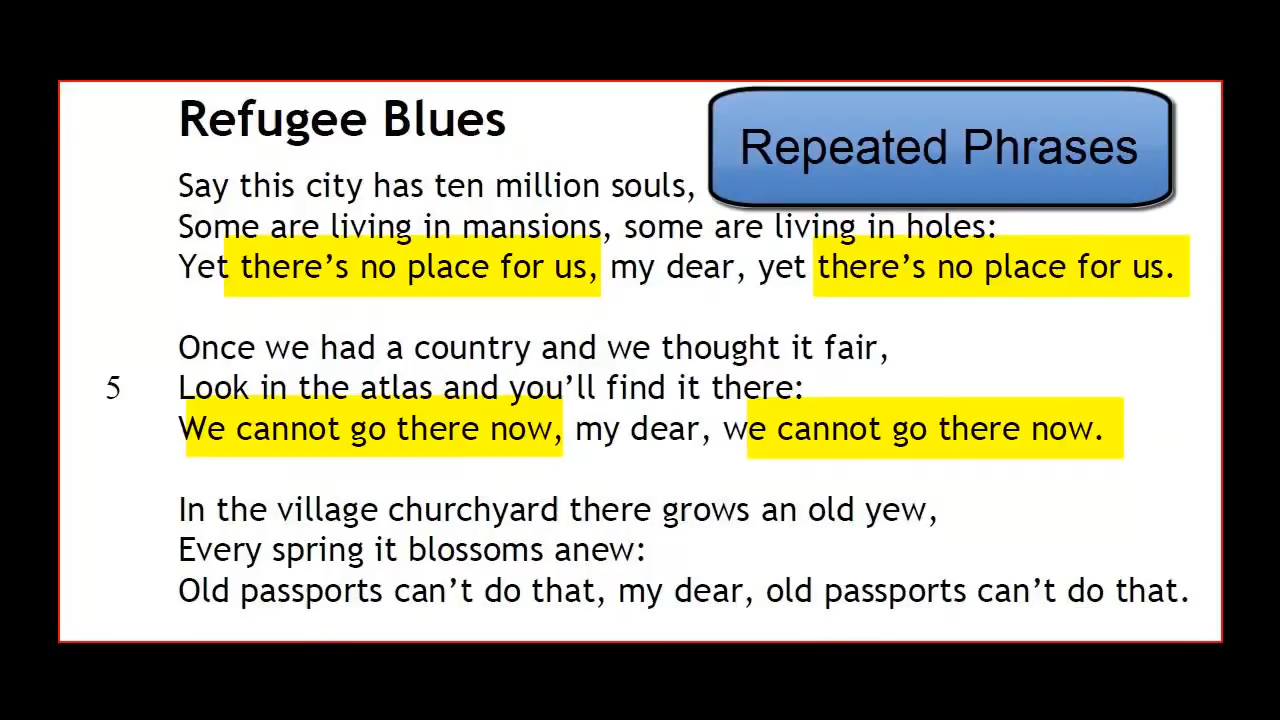 Refugee Blues
Repeated Phrases
Say this city has ten million souls,
Some are living in mansions, some are living in holes:
Yet there's no place for us, my dear, yet there's no place for us.
Once we had a country and we thought it fair,
5 Look in the atlas and you'll find it there:
We cannot go there now, my dear, we cannot go there now.
In the village churchyard there grows an old yew,
Every spring it blossoms anew:
Old passports can't do that, my dear, old passports can't do that.